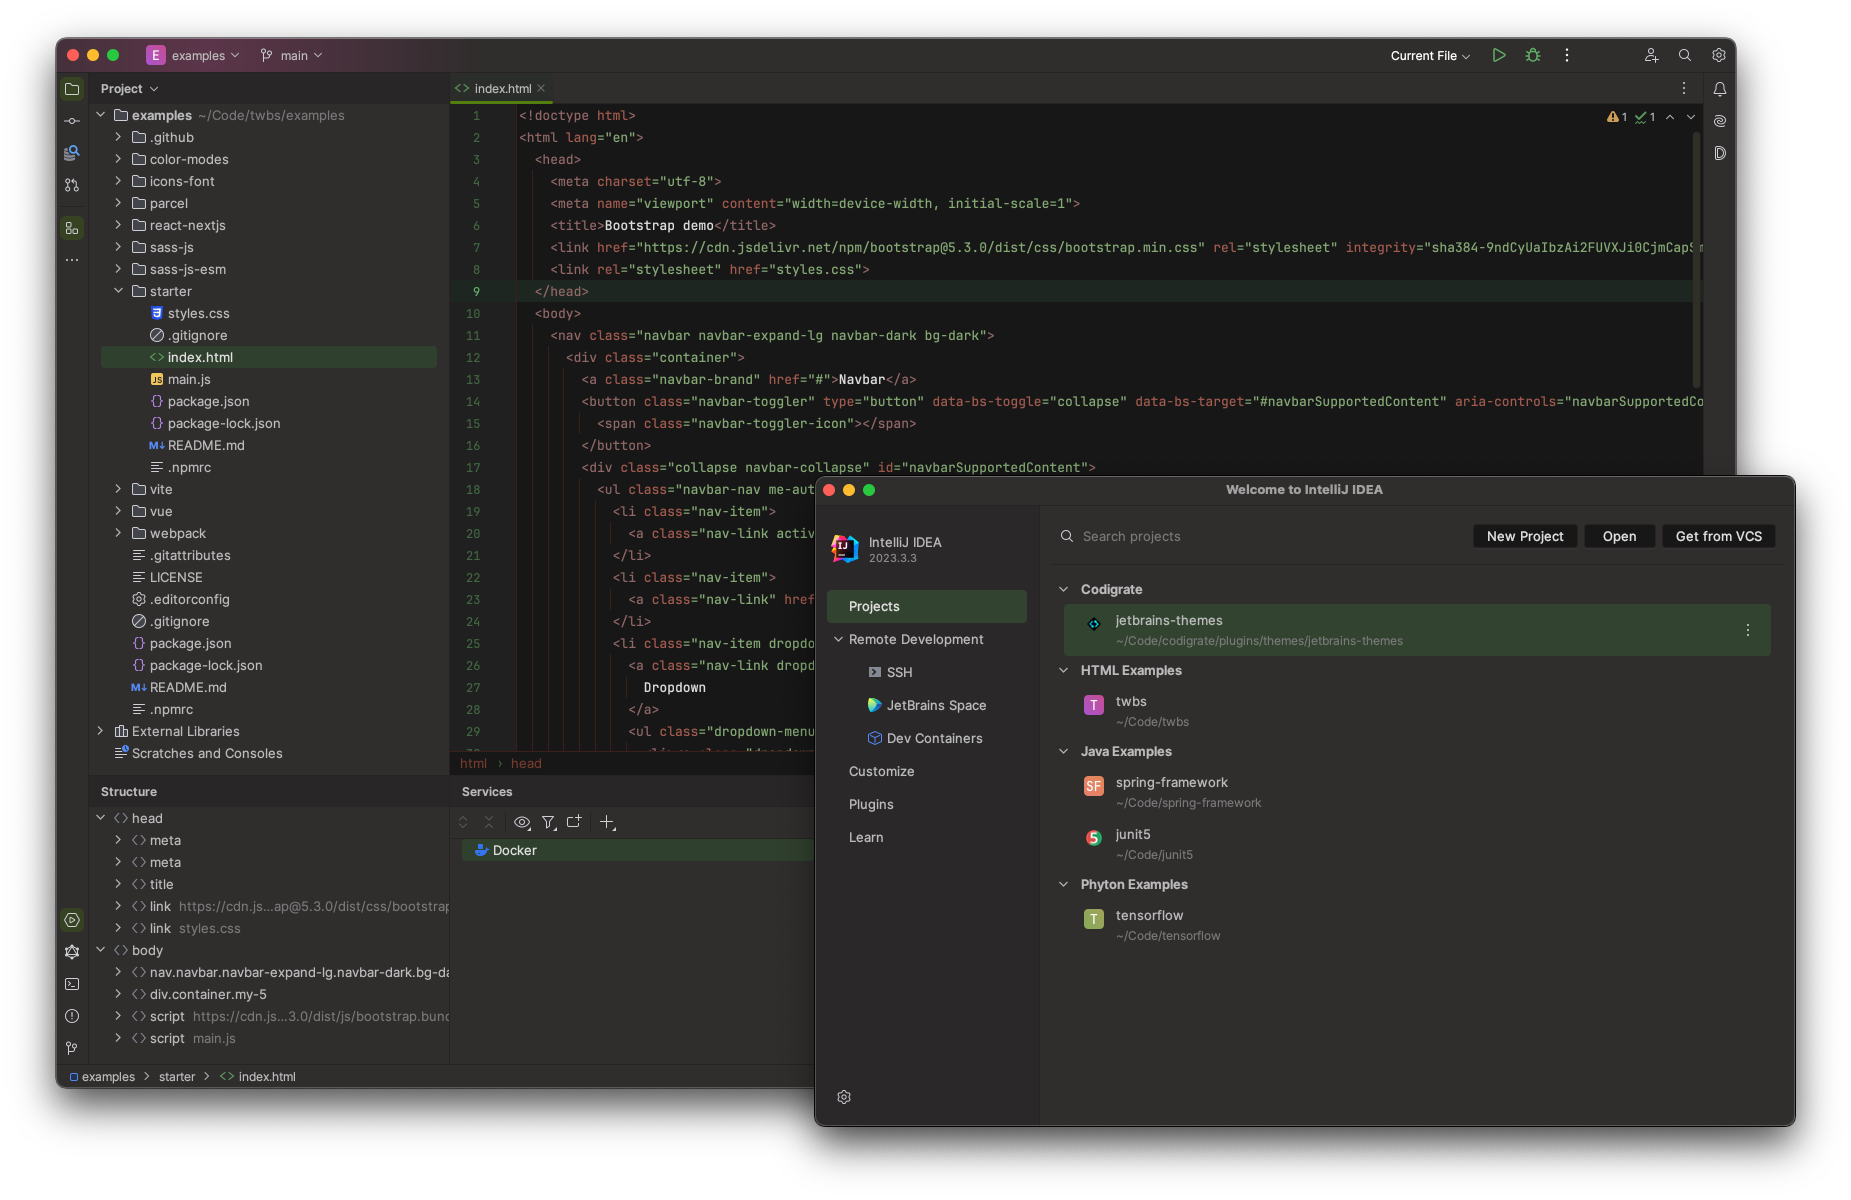 E examples main Current File
Project
examples ~/Code/twbs/examples
.github
color-modes
icons-font
parcel
react-nextjs
sass-js
sass-js-esm
starter
styles.css
.gitignore
index.html
main.js
package.json
package-lock.json
README.md
.npmrc
vite
vue
webpack
.gitattributes
LICENSE
.editorconfig
.gitignore
package.json
package-lock.json
README.md
.npmrc
External Libraries
Scratches and Consoles
index.html
1 <!doctype html>
2 <html lang="en">
3 <head>
4 <meta charset="utf-8">
5 <meta name="viewport" content="width=device-width, initial-scale=1">
6 <title>Bootstrap demo</title>
7 <link href="https://cdn.jsdelivr.net/npm/bootstrap@5.3.0/dist/css/bootstrap.min.css" rel="stylesheet" integrity="sha384-9ndCyUaIbzAi2FUVXJi0CjmCapS
8 <link rel="stylesheet" href="styles.css">
9 </head>
10 <body>
11 <nav class="navbar navbar-expand-lg navbar-dark bg-dark">
12 <div class="container">
13 <a class="navbar-brand" href="#">Navbar</a>
14 <button class="navbar-toggler" type="button" data-bs-toggle="collapse" data-bs-target="#navbarSupportedContent" aria-controls="navbarSupportedCo
15 <span class="navbar-toggler-icon"></span>
16 </button>
17 <div class="collapse navbar-collapse" id="navbarSupportedContent">
18 <ul class="navbar-nav me-aut
19 <li class="nav-item">
20 <a class="nav-link activ
21 </li>
22 <li class="nav-item">
23 <a class="nav-link" href
24 </li>
25 <li class="nav-item dropdo
26 <a class="nav-link dropd
27 Dropdown
28 </a>
29 <ul class="dropdown-menu
1 1
html › head
Structure
head
meta
meta
title
link https://cdn.js...ap@5.3.0/dist/css/bootstrap
link styles.css
body
nav.navbar.navbar-expand-lg.navbar-dark.bg-da
div.container.my-5
script https://cdn.js...3.0/dist/js/bootstrap.bund
script main.js
Services
Docker
examples > starter > index.html
Welcome to IntelliJ IDEA
IJ
IntelliJ IDEA
2023.3.3
Projects
Remote Development
SSH
JetBrains Space
Dev Containers
Customize
Plugins
Learn
Search projects New Project Open Get from VCS
Codigrate
jetbrains-themes
~/Code/codigrate/plugins/themes/jetbrains-themes
HTML Examples
T twbs
~/Code/twbs
Java Examples
SF spring-framework
~/Code/spring-framework
5 junit5
~/Code/junit5
Phyton Examples
T tensorflow
~/Code/tensorflow